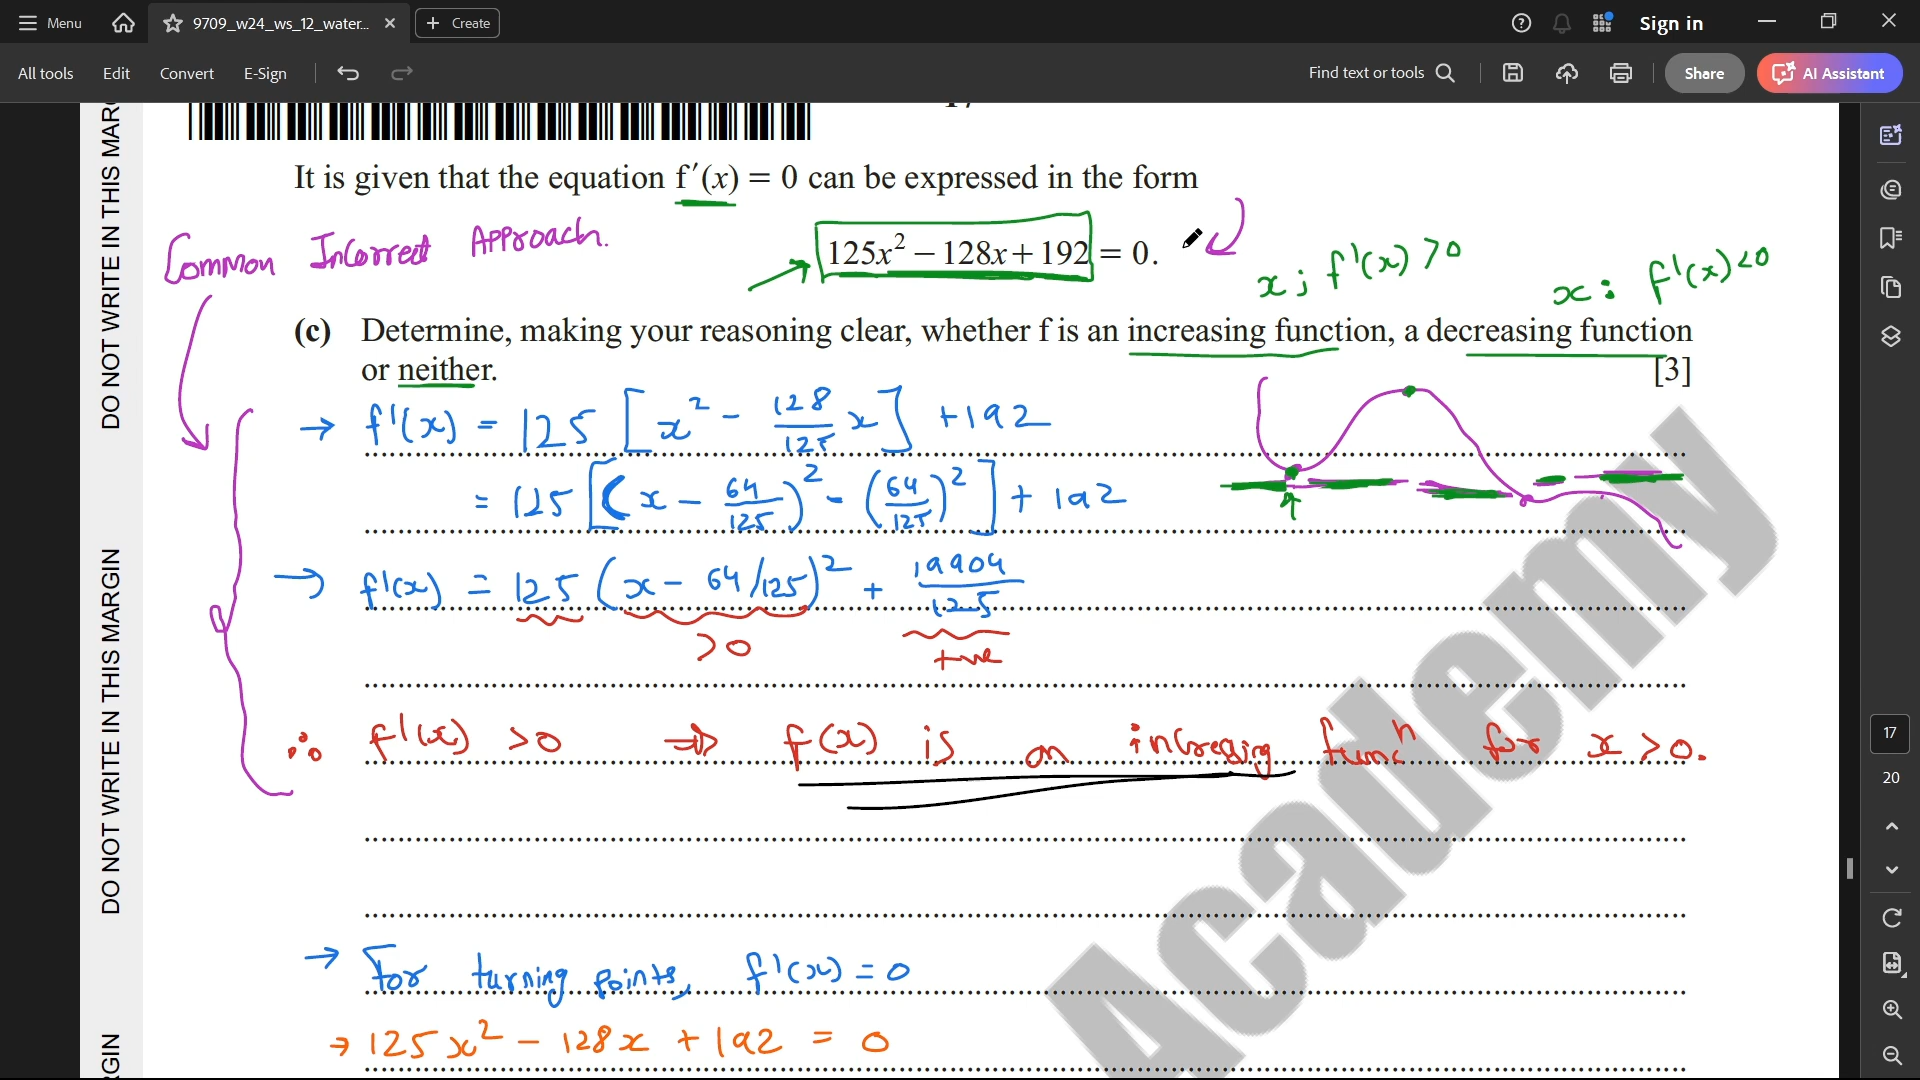 Menu
9709_w24_ws_12_water...
Create
Sign in
All tools
Edit
Convert
E-Sign
Find text or tools
Share
AI Assistant
DO NOT WRITE IN THIS MARG
It is given that the equation f′(x) = 0 can be expressed in the form
Common Incorrect Approach.
125x² − 128x + 192 = 0.
x ; f'(x) > 0
x : f'(x) < 0
(c) Determine, making your reasoning clear, whether f is an increasing function, a decreasing function
or neither. [3]
→ f'(x) = 125 [x² - 128/125 x] + 192
= 125 [(x - 64/125)² - (64/125)²] + 192
→ f'(x) = 125 (x - 64/125)² + 19904/125
>0
+ve
DO NOT WRITE IN THIS MARGIN
∴ f'(x) > 0 ⇒ f(x) is an increasing funcⁿ for x > 0.
→ For turning points, f'(x) = 0
→ 125x² - 128x + 192 = 0
GIN
Academy
17
20